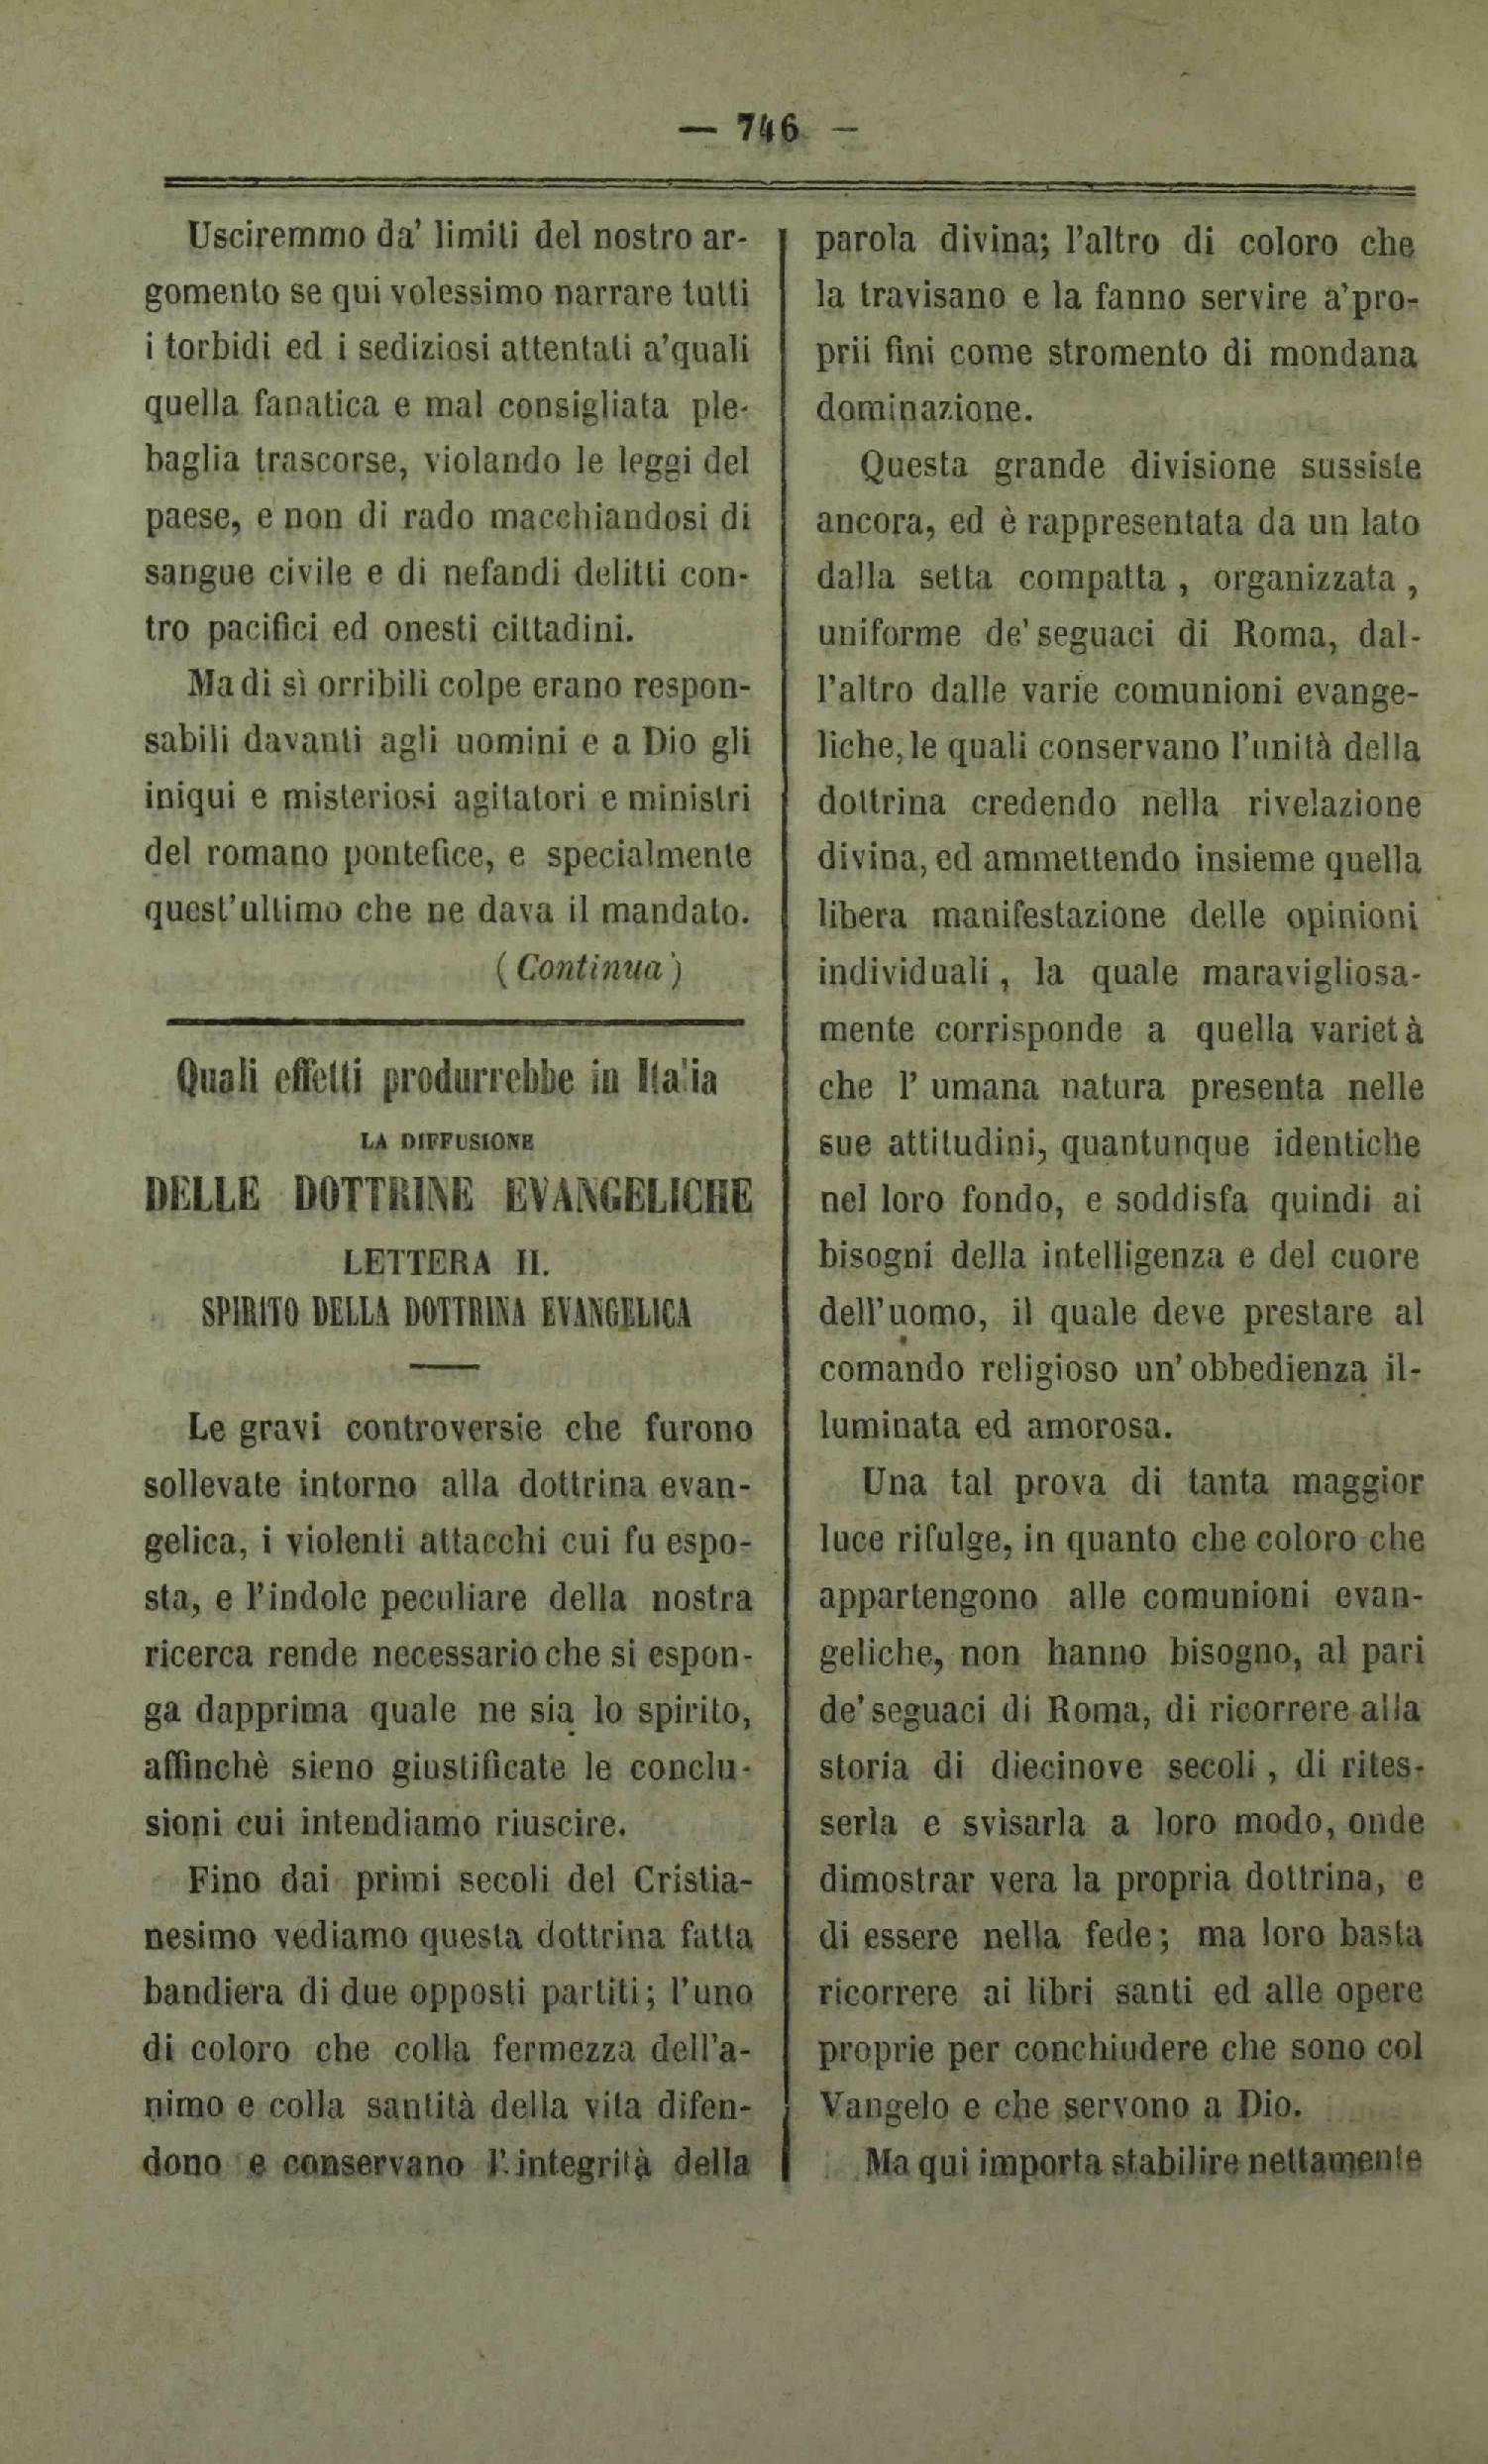 — 746 —
Usciremmo da' limiti del nostro ar-
gomento se qui volessimo narrare tutti
i torbidi ed i sediziosi attentati a'quali
quella fanatica e mal consigliata ple-
baglia trascorse, violando le leggi del
paese, e non di rado macchiandosi di
sangue civile e di nefandi delitti con-
tro pacifici ed onesti cittadini.
Ma di sì orribili colpe erano respon-
sabili davanti agli uomini e a Dio gli
iniqui e misteriosi agitatori e ministri
del romano pontefice, e specialmente
quest'ultimo che ne dava il mandato.
(Continua)
Quali effetti produrrebbe in Italia
LA DIFFUSIONE
DELLE DOTTRINE EVANGELICHE
LETTERA II.
SPIRITO DELLA DOTTRINA EVANGELICA
Le gravi controversie che furono
sollevate intorno alla dottrina evan-
gelica, i violenti attacchi cui fu espo-
sta, e l'indole peculiare della nostra
ricerca rende necessario che si espon-
ga dapprima quale ne sia lo spirito,
affinchè sieno giustificate le conclu-
sioni cui intendiamo riuscire.
Fino dai primi secoli del Cristia-
nesimo vediamo questa dottrina fatta
bandiera di due opposti partiti; l'uno
di coloro che colla fermezza dell'a-
nimo e colla santità della vita difen-
dono e conservano l'integrità della
parola divina; l'altro di coloro che
la travisano e la fanno servire a'pro-
prii fini come stromento di mondana
dominazione.
Questa grande divisione sussiste
ancora, ed è rappresentata da un lato
dalla setta compatta, organizzata,
uniforme de'seguaci di Roma, dal-
l'altro dalle varie comunioni evange-
liche, le quali conservano l'unità della
dottrina credendo nella rivelazione
divina, ed ammettendo insieme quella
libera manifestazione delle opinioni
individuali, la quale maravigliosa-
mente corrisponde a quella varietà
che l' umana natura presenta nelle
sue attitudini, quantunque identiche
nel loro fondo, e soddisfa quindi ai
bisogni della intelligenza e del cuore
dell'uomo, il quale deve prestare al
comando religioso un'obbedienza il-
luminata ed amorosa.
Una tal prova di tanta maggior
luce rifulge, in quanto che coloro che
appartengono alle comunioni evan-
geliche, non hanno bisogno, al pari
de'seguaci di Roma, di ricorrere alla
storia di diecinove secoli, di rites-
serla e svisarla a loro modo, onde
dimostrar vera la propria dottrina, e
di essere nella fede; ma loro basta
ricorrere ai libri santi ed alle opere
proprie per conchiudere che sono col
Vangelo e che servono a Dio.
Ma qui importa stabilire nettamente